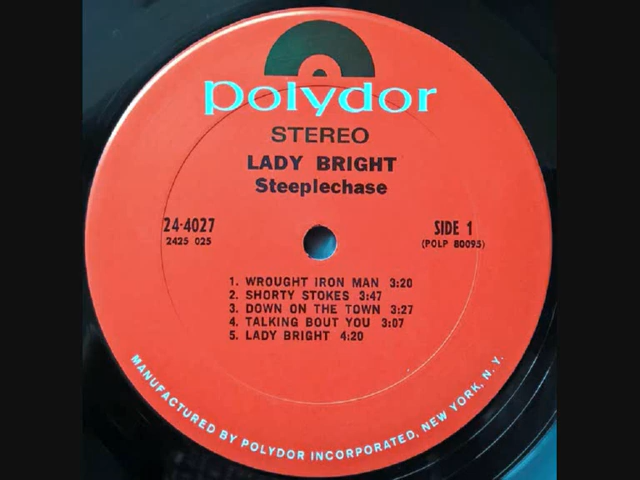 polydor
STEREO
LADY BRIGHT
Steeplechase
24-4027
2425 025
SIDE 1
(POLP 80095)
1. WROUGHT IRON MAN 3:20
2. SHORTY STOKES 3:47
3. DOWN ON THE TOWN 3:27
4. TALKING BOUT YOU 3:07
5. LADY BRIGHT 4:20
MANUFACTURED BY POLYDOR INCORPORATED, NEW YORK, N. Y.